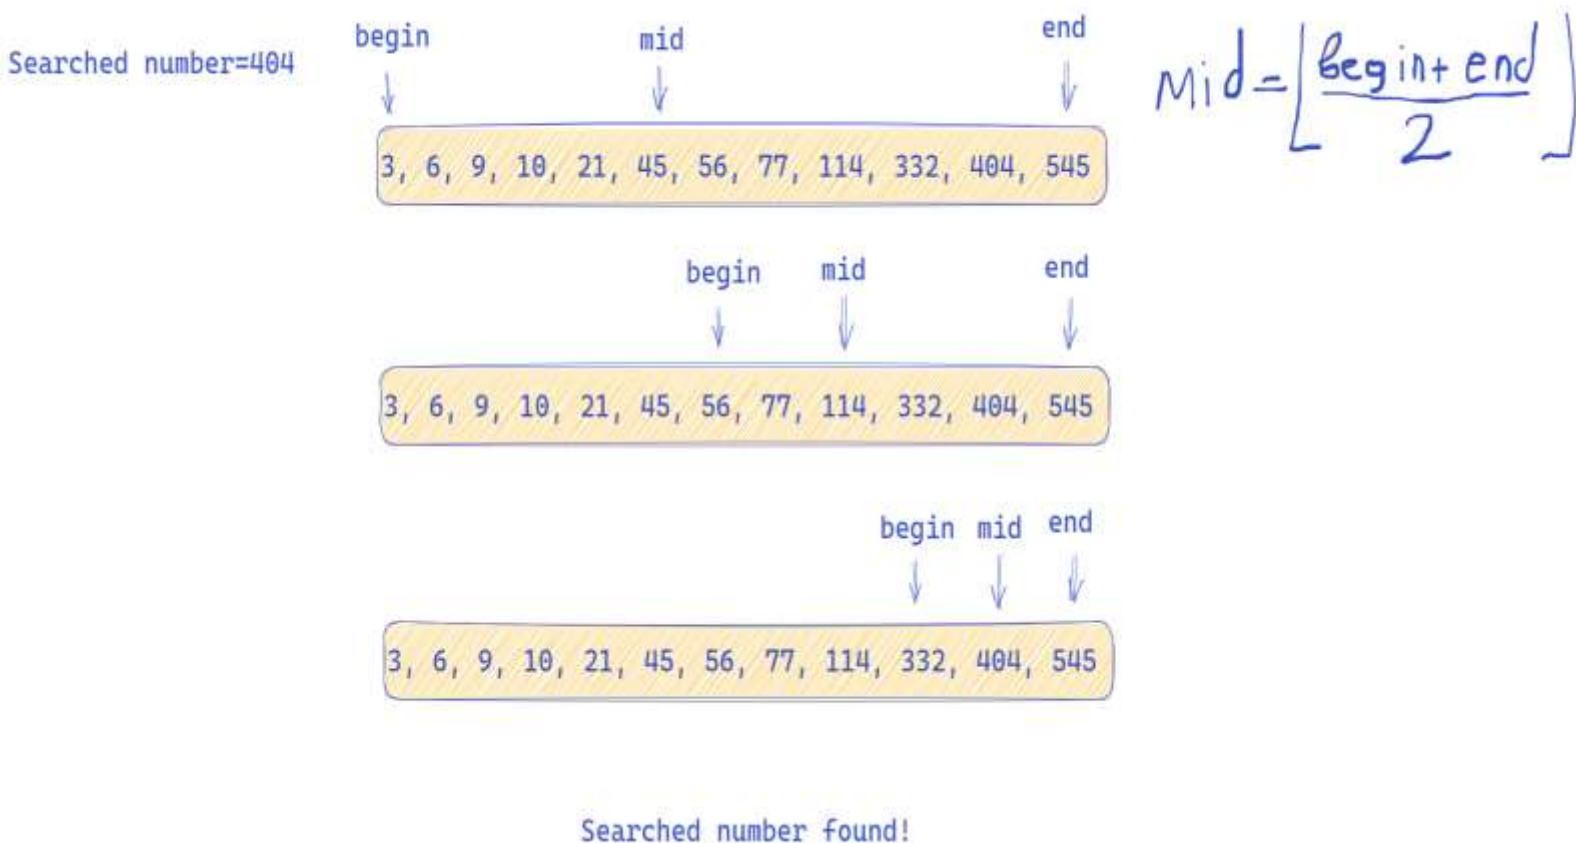 Searched number=404
begin mid end
Mid=⌊begin+end/2⌋
3, 6, 9, 10, 21, 45, 56, 77, 114, 332, 404, 545
begin mid end
3, 6, 9, 10, 21, 45, 56, 77, 114, 332, 404, 545
begin mid end
3, 6, 9, 10, 21, 45, 56, 77, 114, 332, 404, 545
Searched number found!